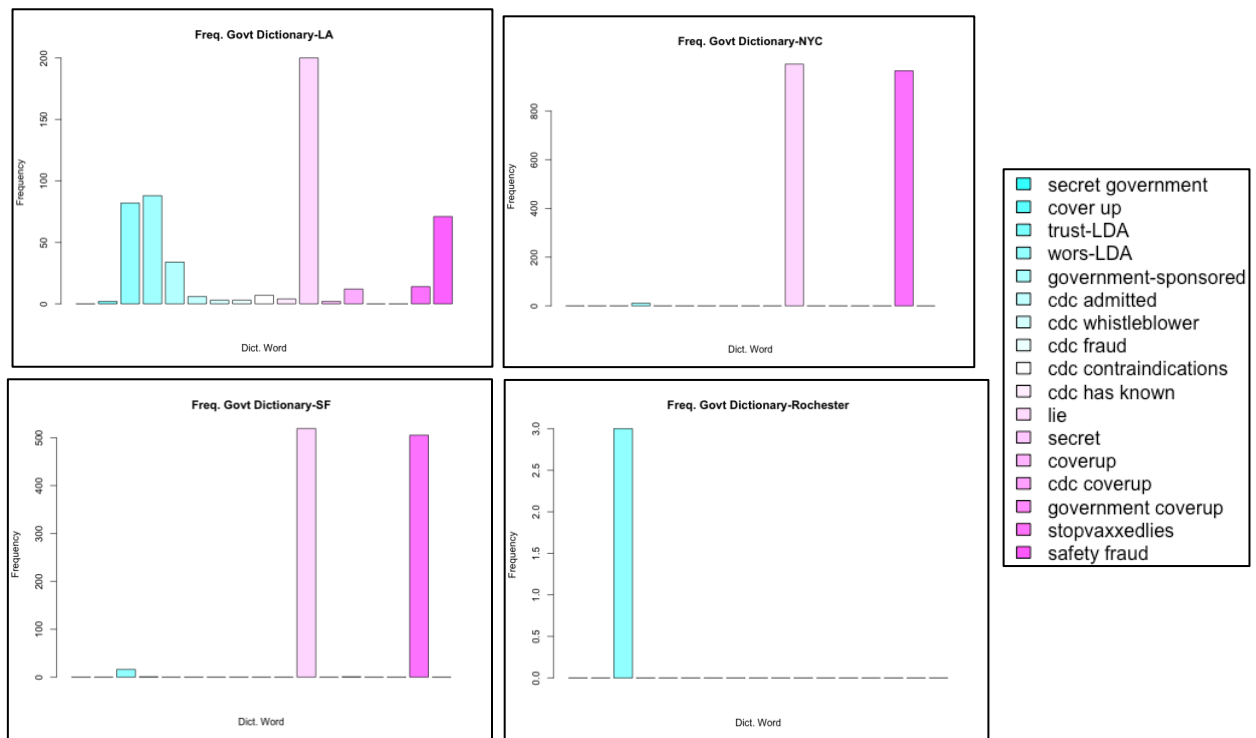 Freq. Govt Dictionary-LA
Frequency
0
50
100
150
200
Dict. Word
Freq. Govt Dictionary-NYC
Frequency
0
200
400
600
800
Dict. Word
Freq. Govt Dictionary-SF
Frequency
0
100
200
300
400
500
Dict. Word
Freq. Govt Dictionary-Rochester
Frequency
0.0
0.5
1.0
1.5
2.0
2.5
3.0
Dict. Word
secret government
cover up
trust-LDA
wors-LDA
government-sponsored
cdc admitted
cdc whistleblower
cdc fraud
cdc contraindications
cdc has known
lie
secret
coverup
cdc coverup
government coverup
stopvaxxedlies
safety fraud